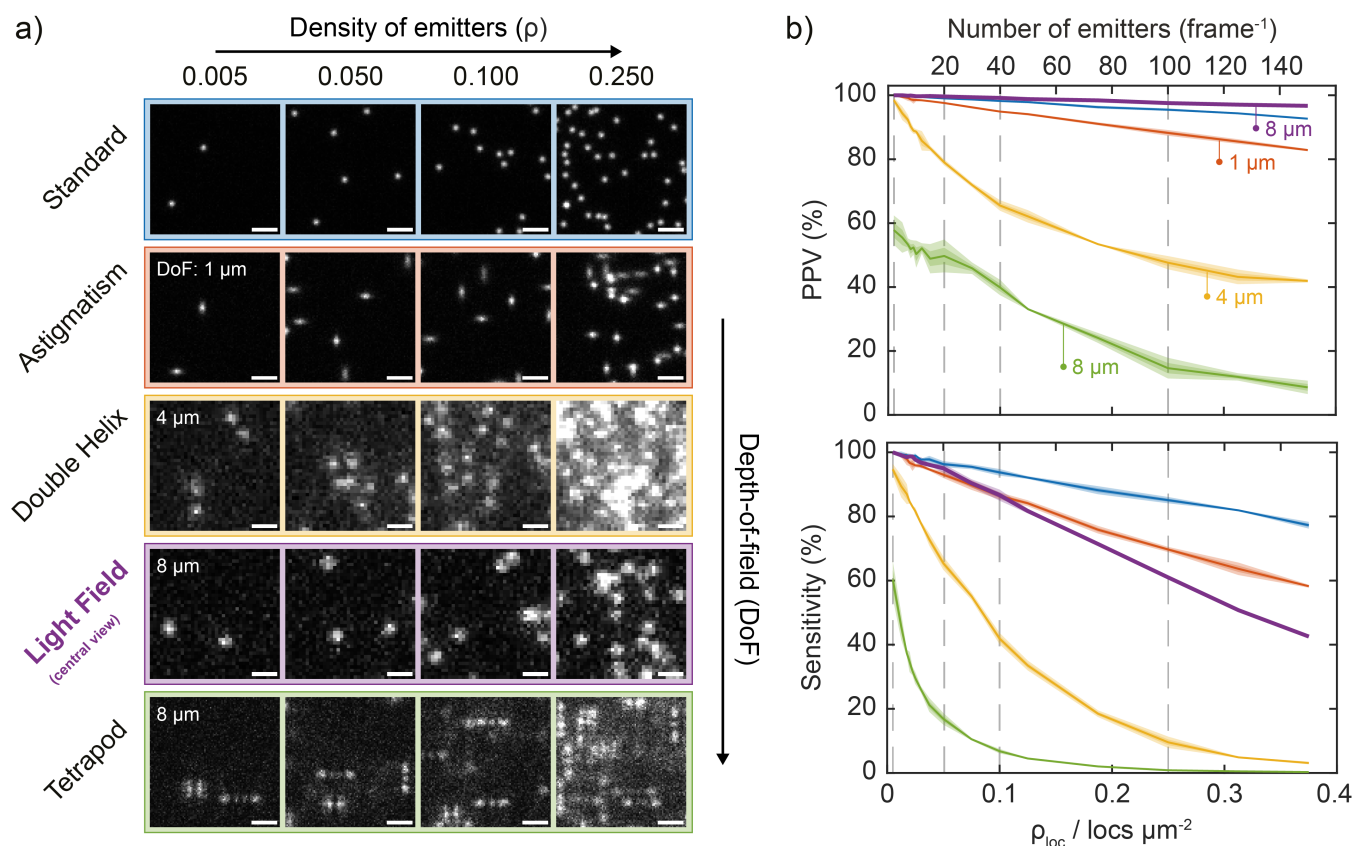 a)
Density of emitters (ρ)
0.005 0.050 0.100 0.250
Standard
Astigmatism
DoF: 1 µm
Double Helix
4 µm
Light Field
(central view)
8 µm
Tetrapod
8 µm
Depth-of-field (DoF)
b)
Number of emitters (frame⁻¹)
20 40 60 80 100 120 140
PPV (%)
100
80
60
40
20
0
8 µm
1 µm
4 µm
8 µm
Sensitivity (%)
100
80
60
40
20
0
0 0.1 0.2 0.3 0.4
ρloc / locs µm⁻²